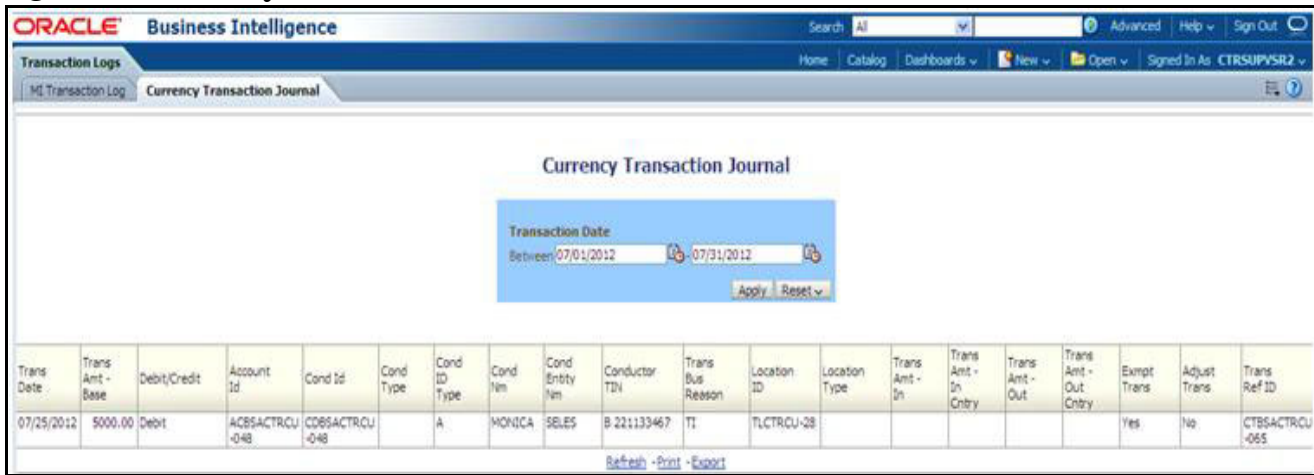 ORACLE Business Intelligence Search All Advanced Help Sign Out
Transaction Logs Home Catalog Dashboards New Open Signed In As CTRSUPVSR2
MI Transaction Log Currency Transaction Journal
Currency Transaction Journal
Transaction Date
Between 07/01/2012 - 07/31/2012
Apply Reset
Trans Date Trans Amt - Base Debit/Credit Account Id Cond Id Cond Type Cond ID Type Cond Nm Cond Entity Nm Conductor TIN Trans Bus Reason Location ID Location Type Trans Amt - In Trans Amt - In Cntry Trans Amt - Out Trans Amt - Out Cntry Exmpt Trans Adjust Trans Trans Ref ID
07/25/2012 5000.00 Debit ACBSACTRCU-048 CDBSACTRCU-048 A MONICA SELES B 221133467 TI TLCTRCU-28 Yes No CTBSACTRCU-065
Refresh - Print - Export